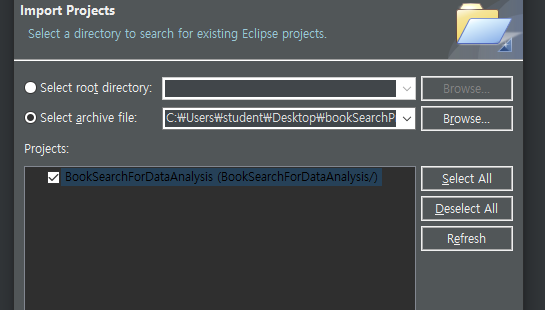 Import Projects
Select a directory to search for existing Eclipse projects.
Select root directory:
Browse...
Select archive file: C:₩Users₩student₩Desktop₩bookSearchP
Browse...
Projects:
BookSearchForDataAnalysis (BookSearchForDataAnalysis/)
Select All
Deselect All
Refresh